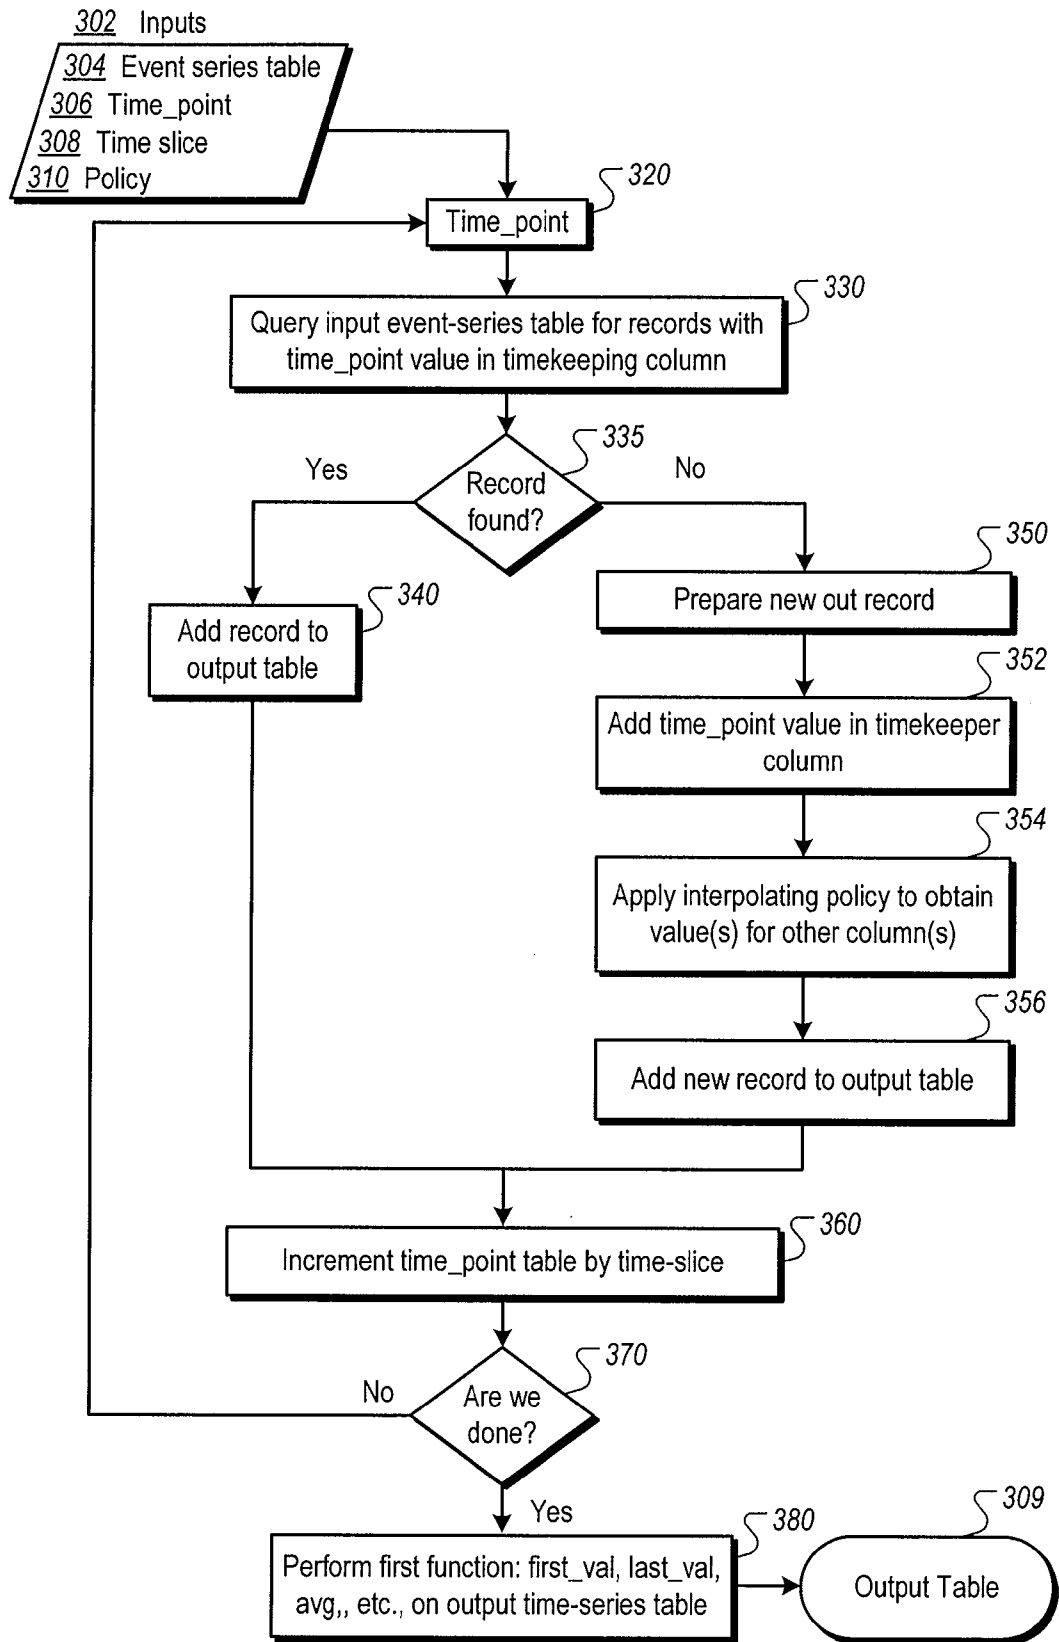 302 Inputs
304 Event series table
306 Time_point
308 Time slice
310 Policy
320
Time_point
330
Query input event-series table for records with
time_point value in timekeeping column
335
Yes
Record
found?
No
340
Add record to
output table
350
Prepare new out record
352
Add time_point value in timekeeper
column
354
Apply interpolating policy to obtain
value(s) for other column(s)
356
Add new record to output table
360
Increment time_point table by time-slice
370
No
Are we
done?
Yes
380
Perform first function: first_val, last_val,
avg,, etc., on output time-series table
309
Output Table